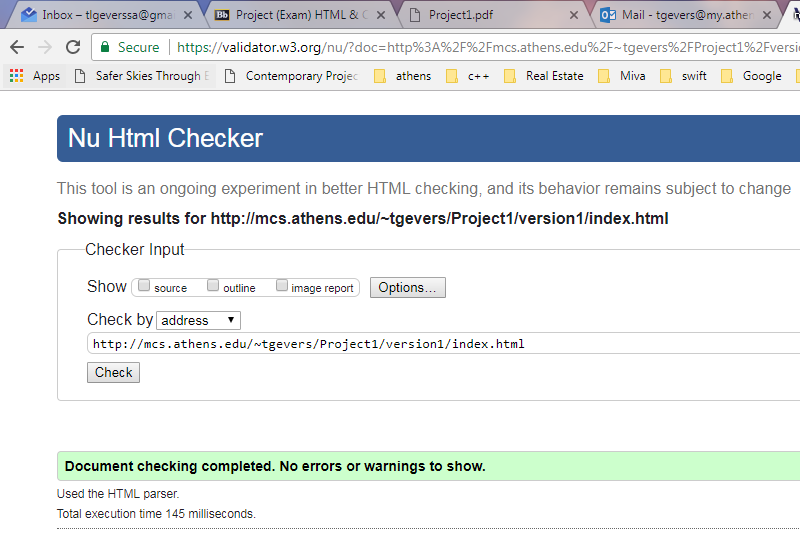 Inbox – tlgeverssa@gma
Project (Exam) HTML & C
Project1.pdf
Mail - tgevers@my.athen
Secure https://validator.w3.org/nu/?doc=http%3A%2F%2Fmcs.athens.edu%2F~tgevers%2FProject1%2Fversi
Apps Safer Skies Through E Contemporary Projec athens c++ Real Estate Miva swift Google
Nu Html Checker
This tool is an ongoing experiment in better HTML checking, and its behavior remains subject to change
Showing results for http://mcs.athens.edu/~tgevers/Project1/version1/index.html
Checker Input
Show source outline image report Options...
Check by address
http://mcs.athens.edu/~tgevers/Project1/version1/index.html
Check
Document checking completed. No errors or warnings to show.
Used the HTML parser.
Total execution time 145 milliseconds.